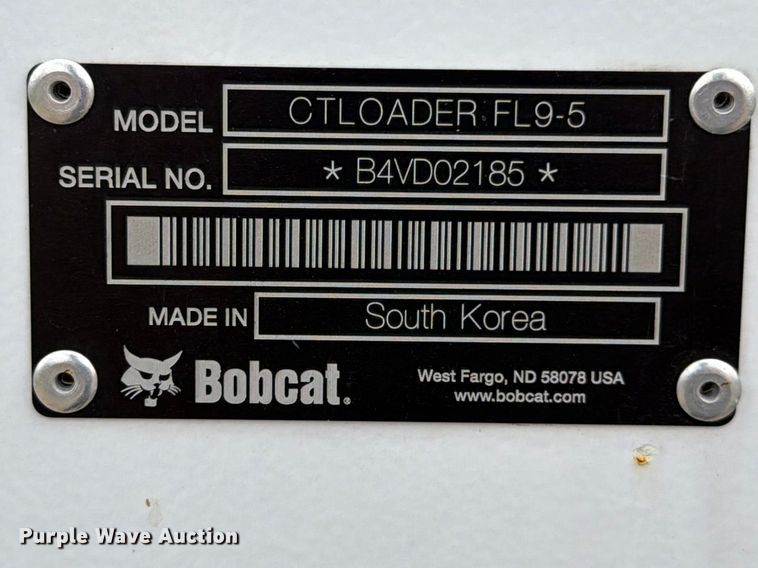 MODEL CTLOADER FL9-5
SERIAL NO. * B4VD02185 *
MADE IN South Korea
Bobcat®
West Fargo, ND 58078 USA
www.bobcat.com
Purple Wave Auction